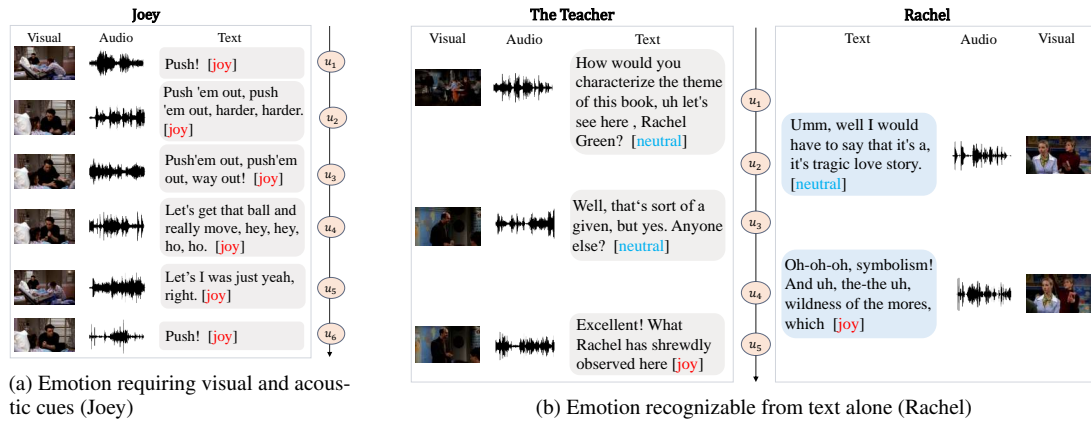 Joey
Visual Audio Text
Push! [joy]
u1
Push 'em out, push
'em out, harder, harder.
[joy]
u2
Push'em out, push'em
out, way out! [joy]
u3
Let's get that ball and
really move, hey, hey,
ho, ho. [joy]
u4
Let's I was just yeah,
right. [joy]
u5
Push! [joy]
u6
(a) Emotion requiring visual and acous-
tic cues (Joey)
The Teacher
Visual Audio Text
How would you
characterize the theme
of this book, uh let's
see here , Rachel
Green? [neutral]
Well, that's sort of a
given, but yes. Anyone
else? [neutral]
Excellent! What
Rachel has shrewdly
observed here [joy]
u1
u2
u3
u4
u5
Rachel
Text Audio Visual
Umm, well I would
have to say that it's a,
it's tragic love story.
[neutral]
Oh-oh-oh, symbolism!
And uh, the-the uh,
wildness of the mores,
which [joy]
(b) Emotion recognizable from text alone (Rachel)